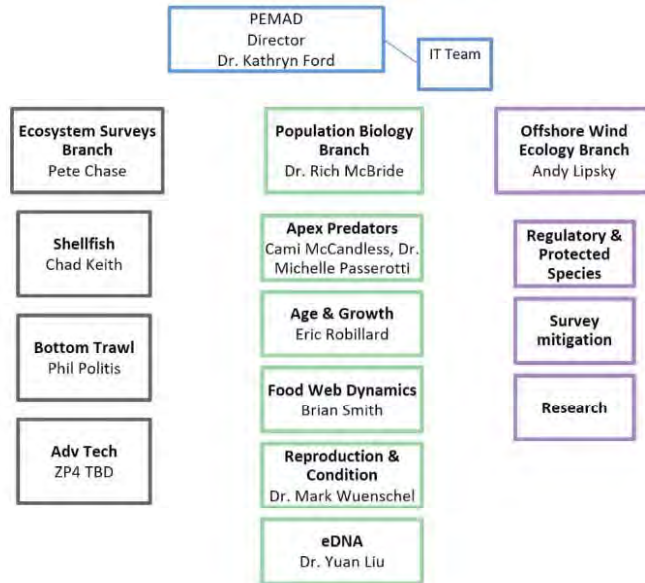 PEMAD
Director
Dr. Kathryn Ford
IT Team
Ecosystem Surveys
Branch
Pete Chase
Shellfish
Chad Keith
Bottom Trawl
Phil Politis
Adv Tech
ZP4 TBD
Population Biology
Branch
Dr. Rich McBride
Apex Predators
Cami McCandless, Dr.
Michelle Passerotti
Age & Growth
Eric Robillard
Food Web Dynamics
Brian Smith
Reproduction &
Condition
Dr. Mark Wuenschel
eDNA
Dr. Yuan Liu
Offshore Wind
Ecology Branch
Andy Lipsky
Regulatory &
Protected
Species
Survey
mitigation
Research